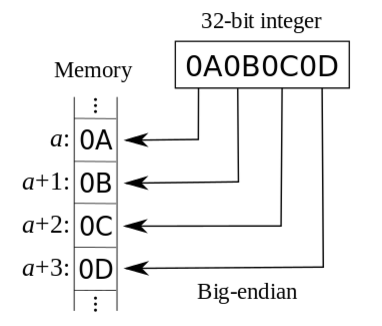 32-bit integer
0A0B0C0D
Memory
⋮
a: 0A
a+1: 0B
a+2: 0C
a+3: 0D
⋮
Big-endian